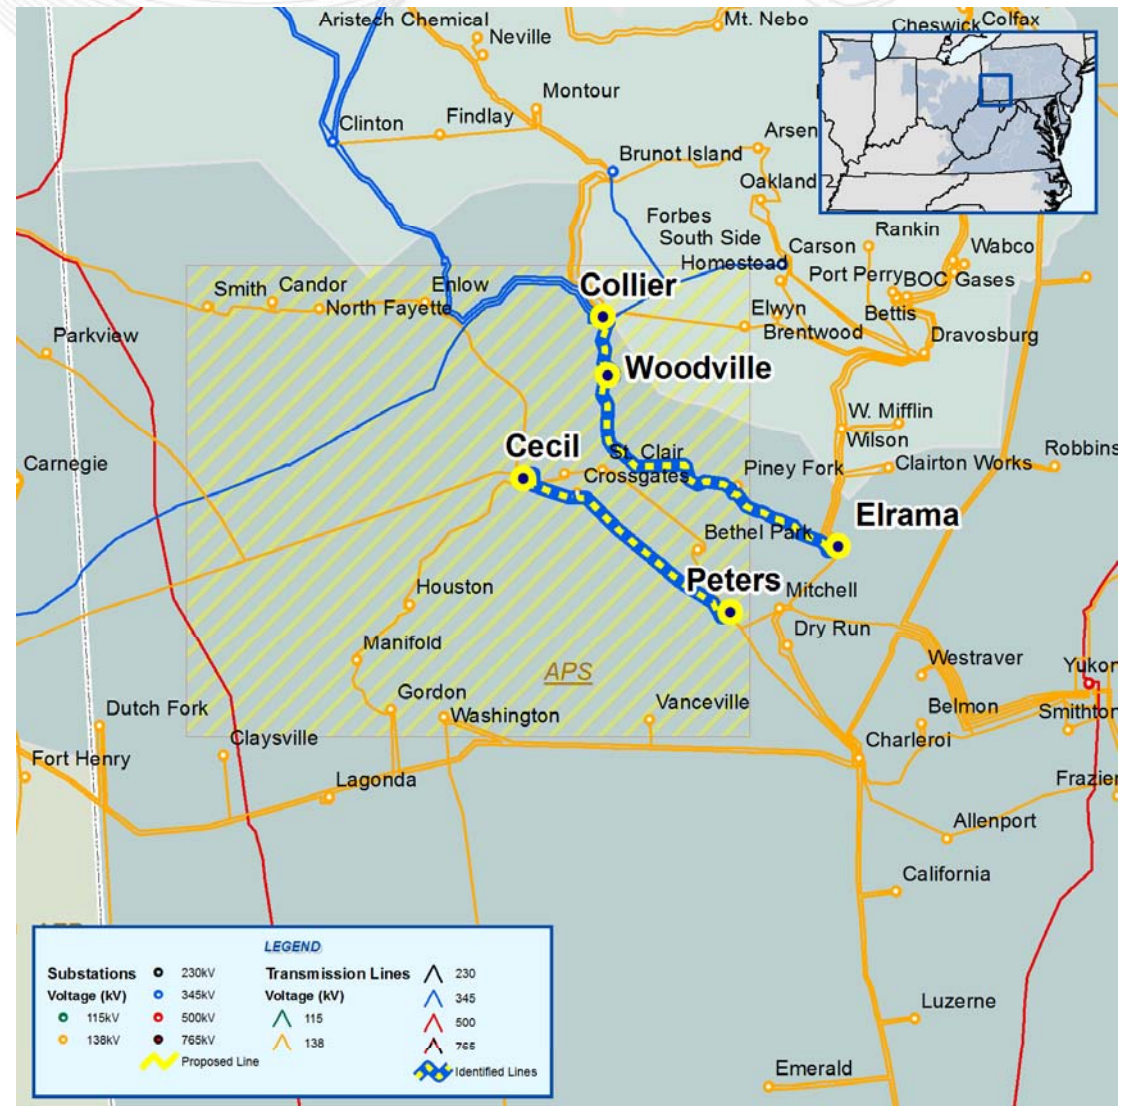 Aristech Chemical
Mt. Nebo
Cheswick
Colfax
Neville
Montour
Findlay
Clinton
Arsen
Brunot Island
Oakland
Forbes
South Side
Homestead
Carson
Rankin
Wabco
Port Perry
BOC Gases
Bettis
Smith
Candor
Enlow
North Fayette
Collier
Elwyn
Brentwood
Dravosburg
Parkview
Woodville
W. Mifflin
Wilson
Cecil
St. Clair
Crossgates
Piney Fork
Clairton Works
Robbins
Carnegie
Elrama
Bethel Park
Peters
Mitchell
Houston
Dry Run
Manifold
APS
Westraver
Yukon
Gordon
Washington
Vanceville
Belmon
Smithton
Dutch Fork
Claysville
Charleroi
Fort Henry
Lagonda
Frazier
Allenport
California
Luzerne
Emerald
LEGEND
Substations
Voltage (kV)
115kV
138kV
230kV
345kV
500kV
765kV
Proposed Line
Transmission Lines
Voltage (kV)
115
138
230
345
500
765
Identified Lines